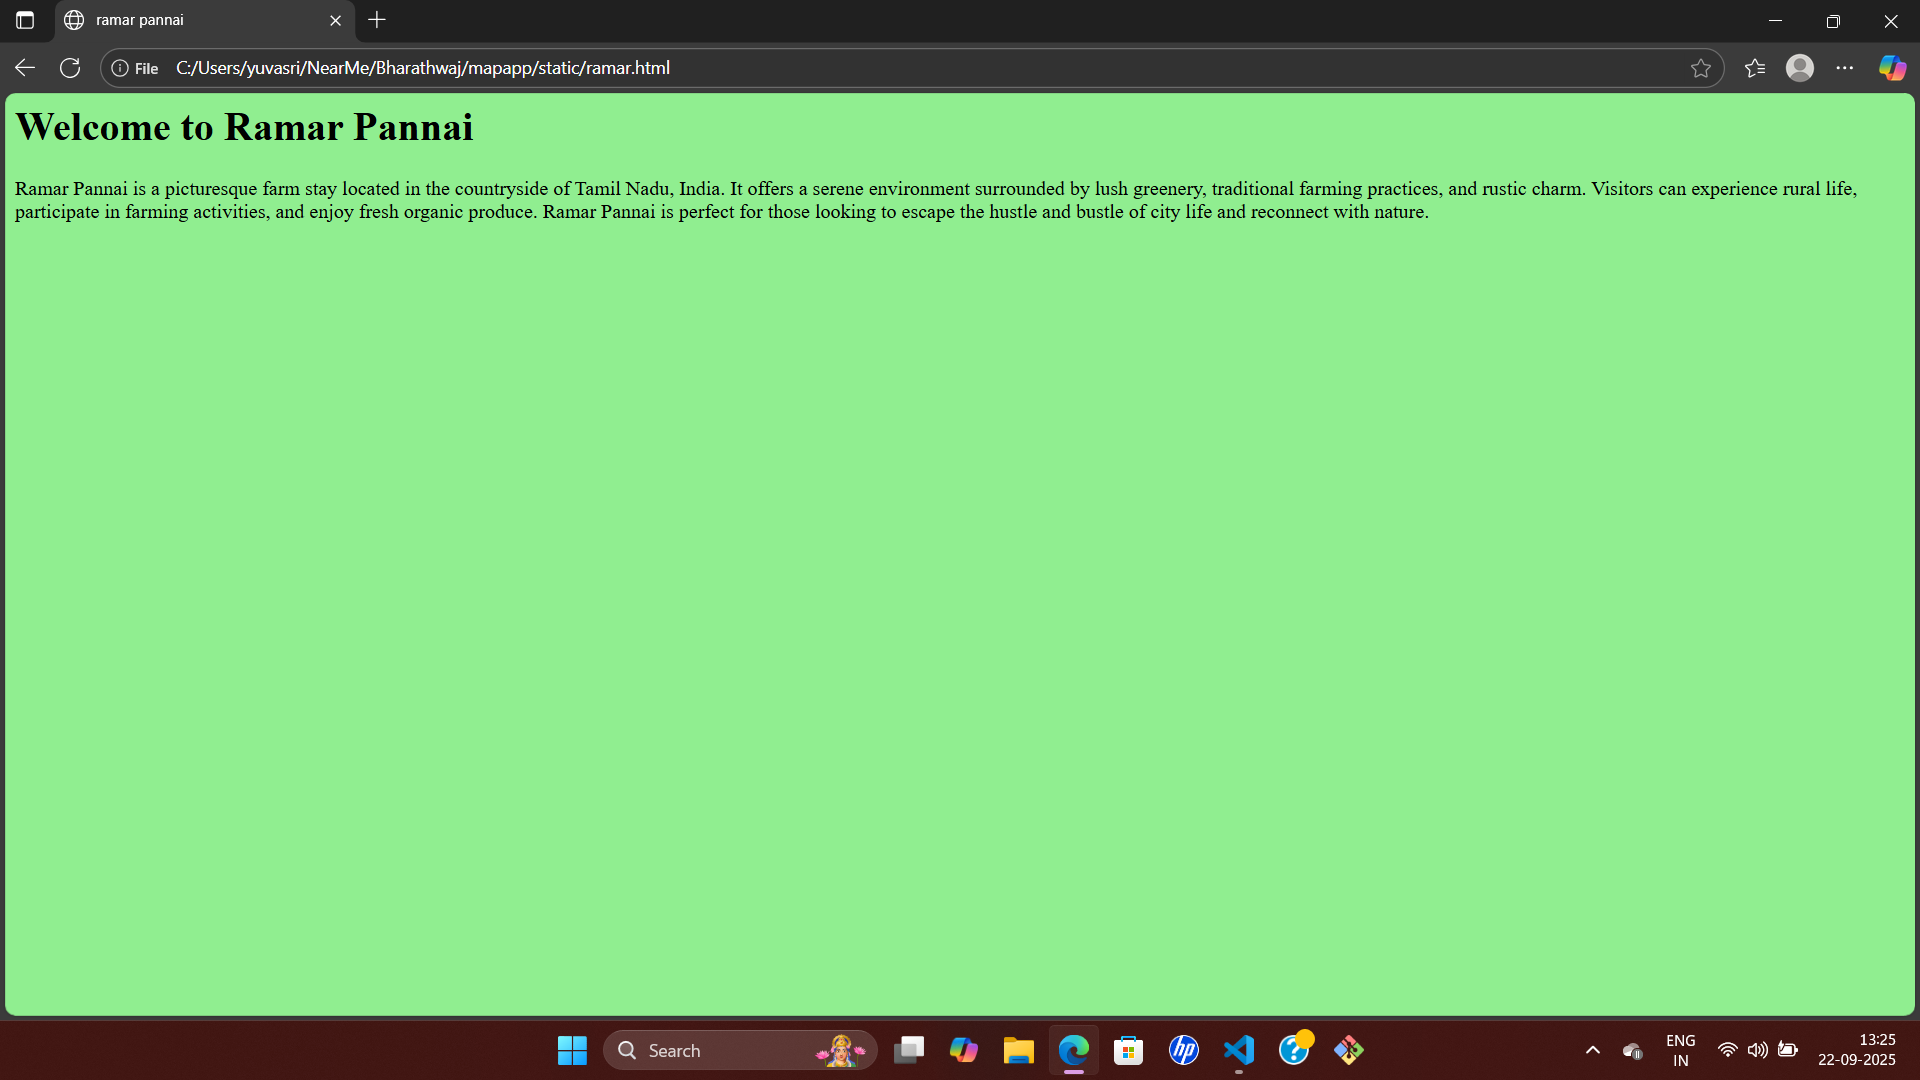 ramar pannai
File C:/Users/yuvasri/NearMe/Bharathwaj/mapapp/static/ramar.html
Welcome to Ramar Pannai
Ramar Pannai is a picturesque farm stay located in the countryside of Tamil Nadu, India. It offers a serene environment surrounded by lush greenery, traditional farming practices, and rustic charm. Visitors can experience rural life,
participate in farming activities, and enjoy fresh organic produce. Ramar Pannai is perfect for those looking to escape the hustle and bustle of city life and reconnect with nature.
Search
hp
ENG
IN
13:25
22-09-2025